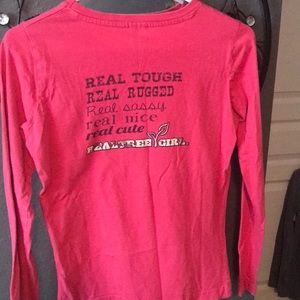 REAL TOUGH
REAL RUGGED
Real sassy
real nice
real cute
REALTREE GIRL